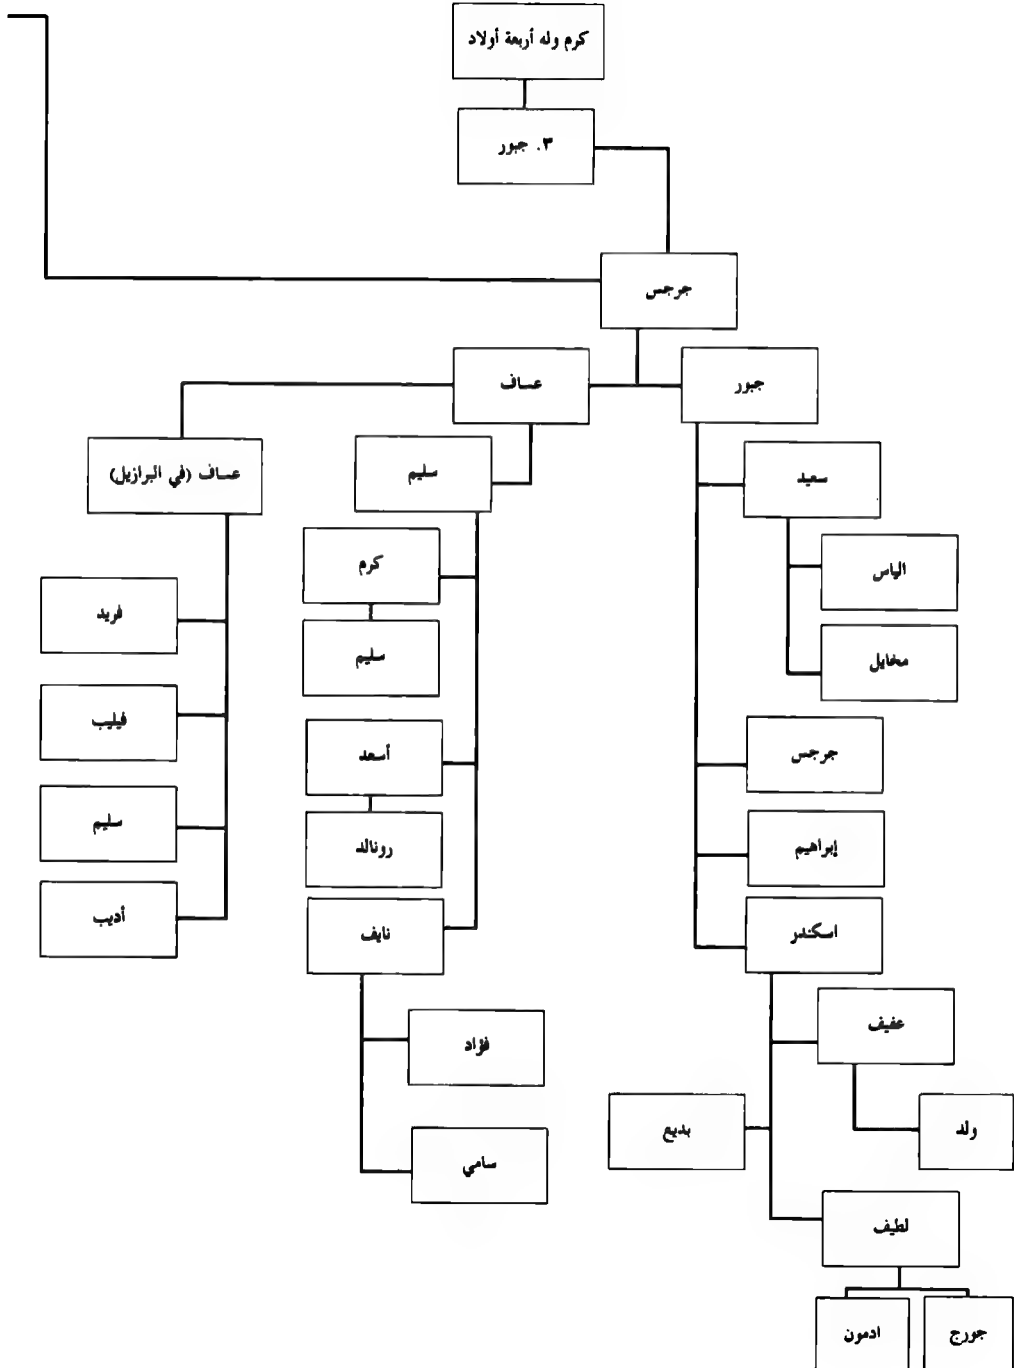 كرم وله أربعة أولاد
٣. جبور
جرجس
جبور
عساف
سعيد
الياس
مخايل
جرجس
إبراهيم
اسكندر
عفيف
ولد
بديع
لطيف
جورج
ادمون
سليم
كرم
سليم
أسعد
رونالد
نايف
فؤاد
سامي
عساف (في البرازيل)
فريد
فيليب
سليم
أديب